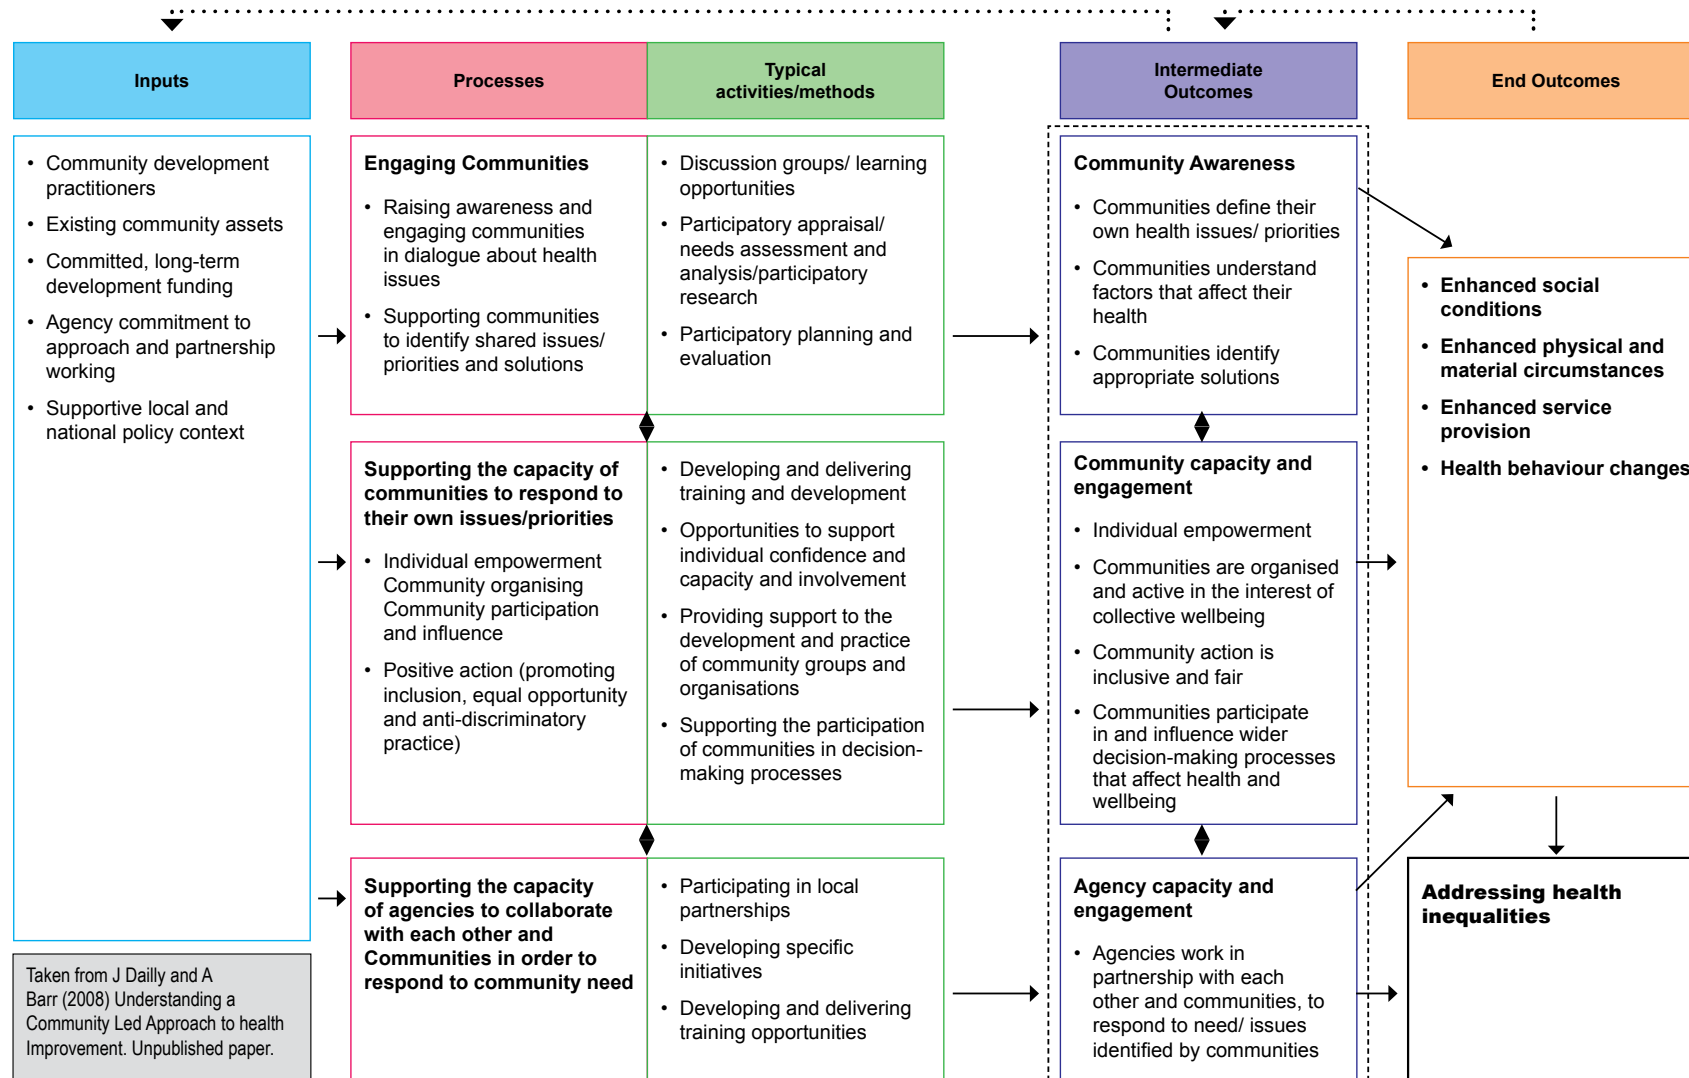 Inputs
Processes
Typical
activities/methods
Intermediate
Outcomes
End Outcomes
• Community development
practitioners
• Existing community assets
• Committed, long-term
development funding
• Agency commitment to
approach and partnership
working
• Supportive local and
national policy context
Taken from J Dailly and A
Barr (2008) Understanding a
Community Led Approach to health
Improvement. Unpublished paper.
Engaging Communities
• Raising awareness and
engaging communities
in dialogue about health
issues
• Supporting communities
to identify shared issues/
priorities and solutions
• Discussion groups/ learning
opportunities
• Participatory appraisal/
needs assessment and
analysis/participatory
research
• Participatory planning and
evaluation
Community Awareness
• Communities define their
own health issues/ priorities
• Communities understand
factors that affect their
health
• Communities identify
appropriate solutions
Supporting the capacity of
communities to respond to
their own issues/priorities
• Individual empowerment
Community organising
Community participation
and influence
• Positive action (promoting
inclusion, equal opportunity
and anti-discriminatory
practice)
• Developing and delivering
training and development
• Opportunities to support
individual confidence and
capacity and involvement
• Providing support to the
development and practice
of community groups and
organisations
• Supporting the participation
of communities in decision-
making processes
Community capacity and
engagement
• Individual empowerment
• Communities are organised
and active in the interest of
collective wellbeing
• Community action is
inclusive and fair
• Communities participate
in and influence wider
decision-making processes
that affect health and
wellbeing
Supporting the capacity
of agencies to collaborate
with each other and
Communities in order to
respond to community need
• Participating in local
partnerships
• Developing specific
initiatives
• Developing and delivering
training opportunities
Agency capacity and
engagement
• Agencies work in
partnership with each
other and communities, to
respond to need/ issues
identified by communities
• Enhanced social
conditions
• Enhanced physical and
material circumstances
• Enhanced service
provision
• Health behaviour changes
Addressing health
inequalities